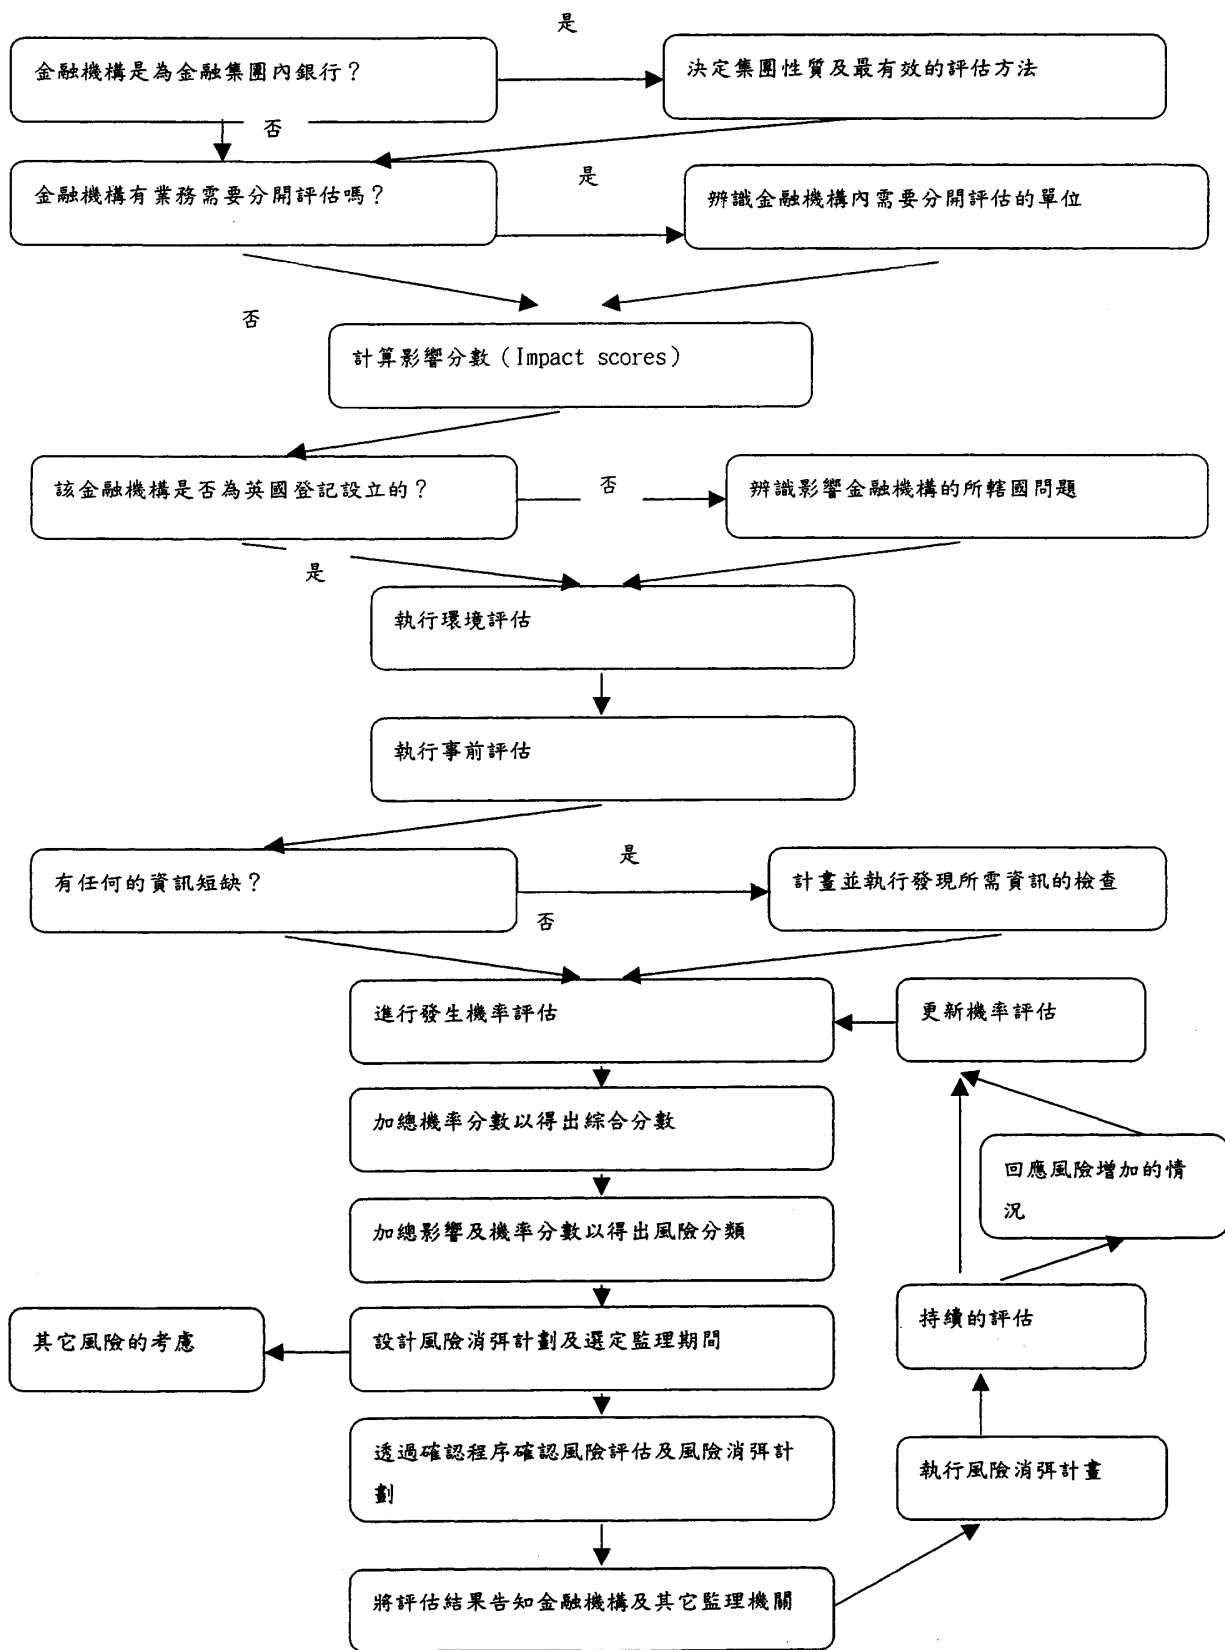 是
金融機構是為金融集團內銀行？
決定集團性質及最有效的評估方法
否
金融機構有業務需要分開評估嗎？
是
辨識金融機構內需要分開評估的單位
否
計算影響分數（Impact scores）
該金融機構是否為英國登記設立的？
否
辨識影響金融機構的所轄國問題
是
執行環境評估
執行事前評估
有任何的資訊短缺？
是
計畫並執行發現所需資訊的檢查
否
進行發生機率評估
更新機率評估
加總機率分數以得出綜合分數
回應風險增加的情
況
加總影響及機率分數以得出風險分類
持續的評估
其它風險的考慮
設計風險消弭計劃及選定監理期間
透過確認程序確認風險評估及風險消弭計
劃
執行風險消弭計畫
將評估結果告知金融機構及其它監理機關